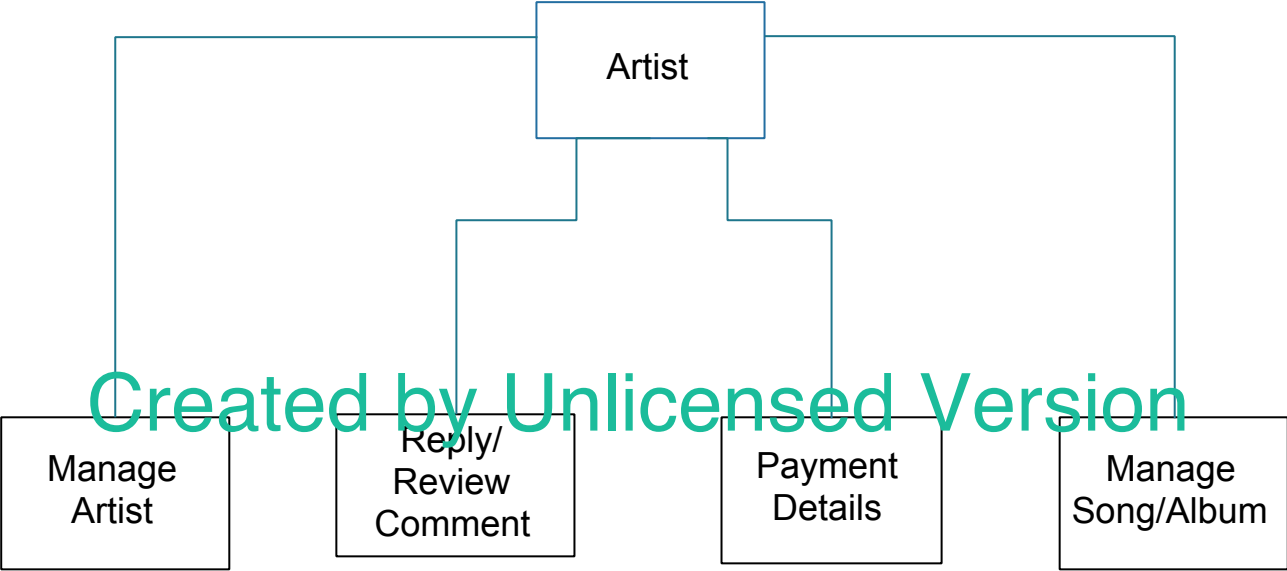 Artist
Created by Unlicensed Version
Manage
Artist
Reply/
Review
Comment
Payment
Details
Manage
Song/Album